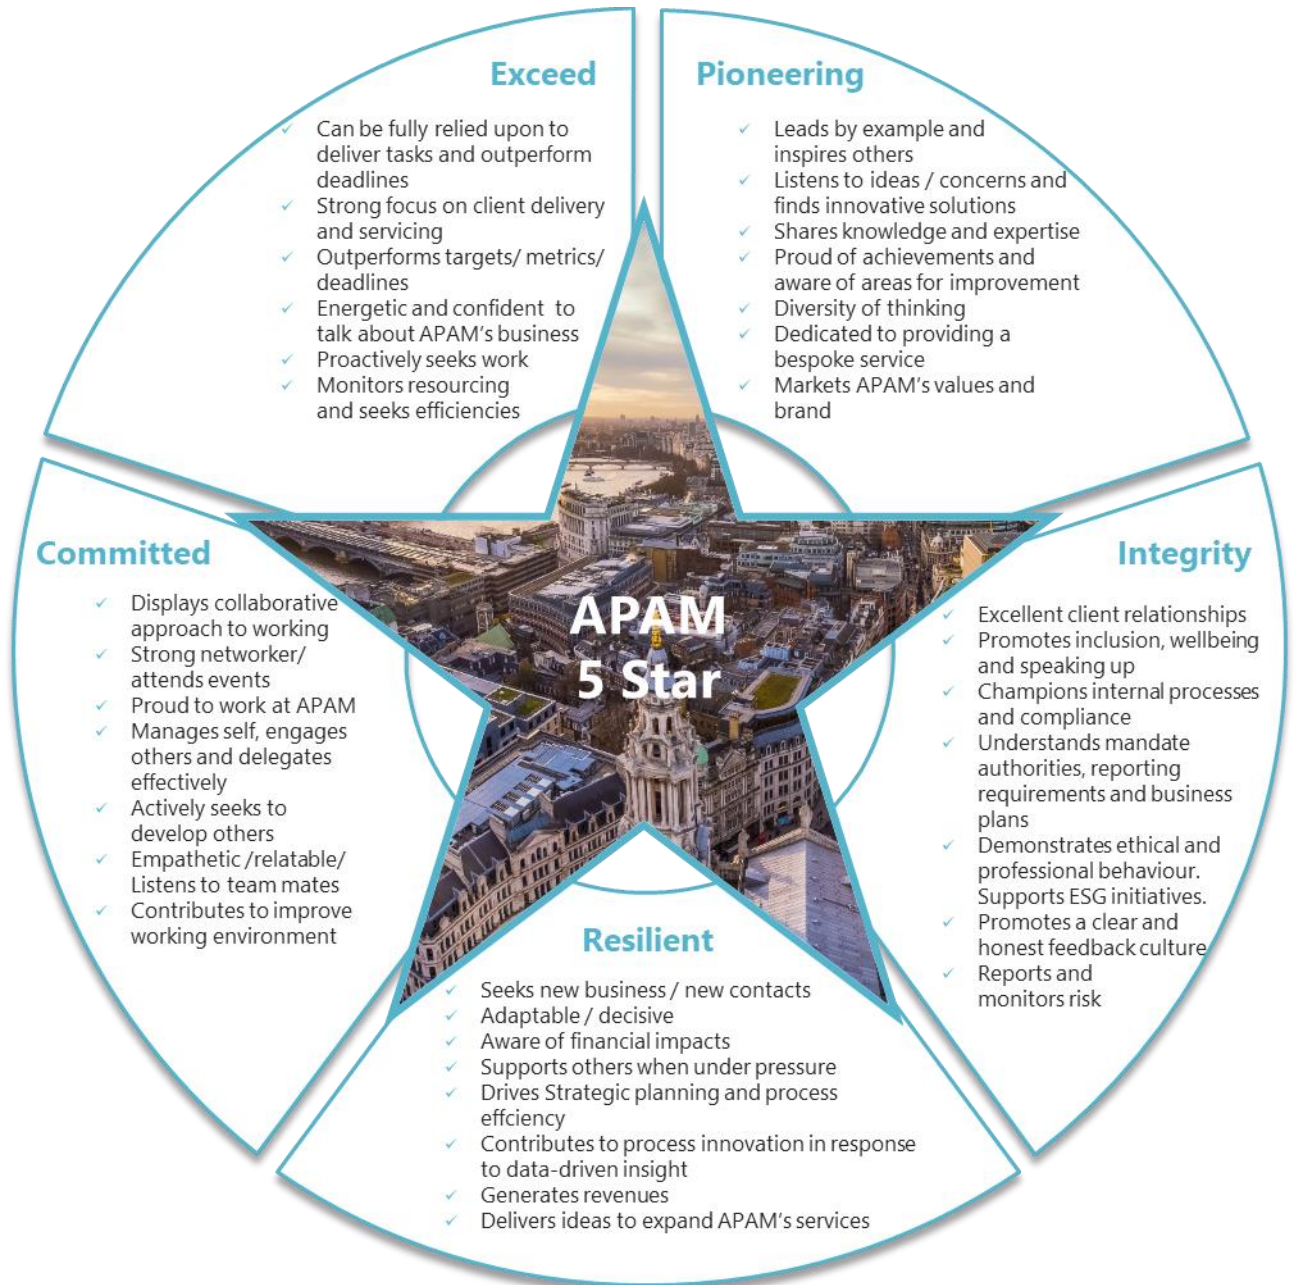 Exceed
Can be fully relied upon to
deliver tasks and outperform
deadlines
Strong focus on client delivery
and servicing
Outperforms targets/ metrics/
deadlines
Energetic and confident to
talk about APAM's business
Proactively seeks work
Monitors resourcing
and seeks efficiencies
Pioneering
Leads by example and
inspires others
Listens to ideas / concerns and
finds innovative solutions
Shares knowledge and expertise
Proud of achievements and
aware of areas for improvement
Diversity of thinking
Dedicated to providing a
bespoke service
Markets APAM's values and
brand
Committed
Displays collaborative
approach to working
Strong networker/
attends events
Proud to work at APAM
Manages self, engages
others and delegates
effectively
Actively seeks to
develop others
Empathetic /relatable/
Listens to team mates
Contributes to improve
working environment
APAM
5 Star
Integrity
Excellent client relationships
Promotes inclusion, wellbeing
and speaking up
Champions internal processes
and compliance
Understands mandate
authorities, reporting
requirements and business
plans
Demonstrates ethical and
professional behaviour.
Supports ESG initiatives.
Promotes a clear and
honest feedback culture
Reports and
monitors risk
Resilient
Seeks new business / new contacts
Adaptable / decisive
Aware of financial impacts
Supports others when under pressure
Drives Strategic planning and process
effciency
Contributes to process innovation in response
to data-driven insight
Generates revenues
Delivers ideas to expand APAM's services